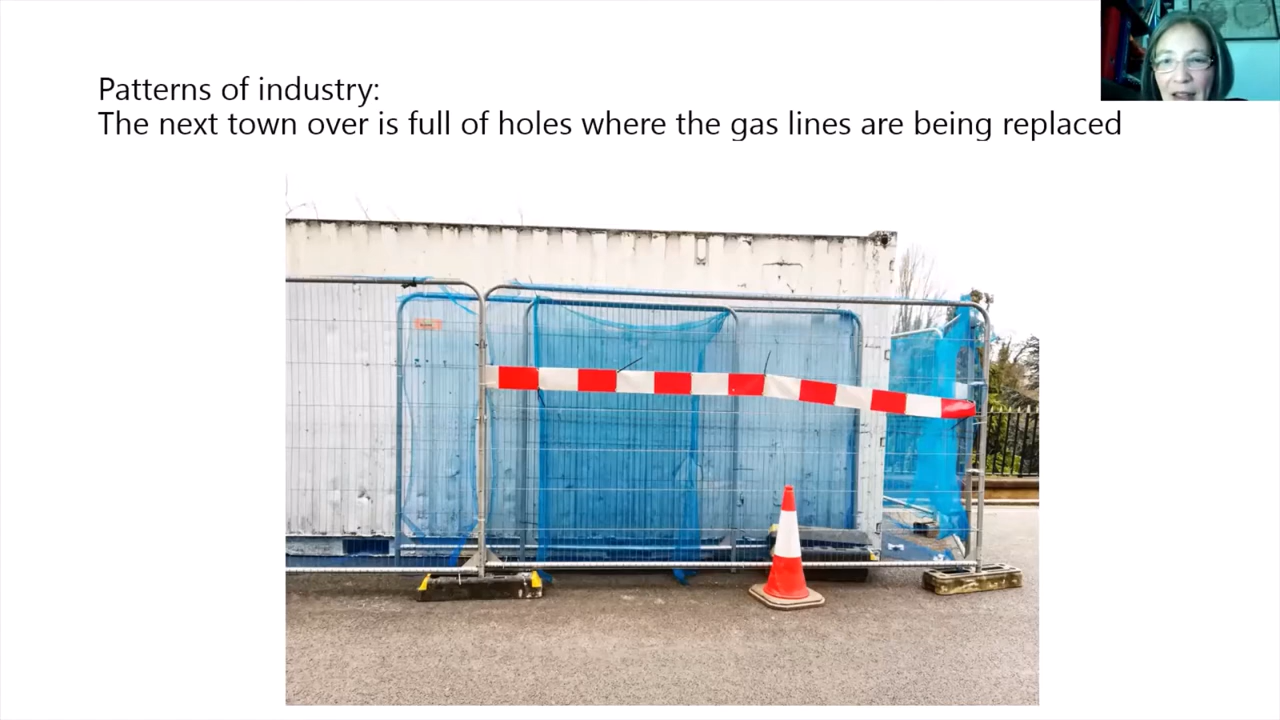 Patterns of industry:
The next town over is full of holes where the gas lines are being replaced